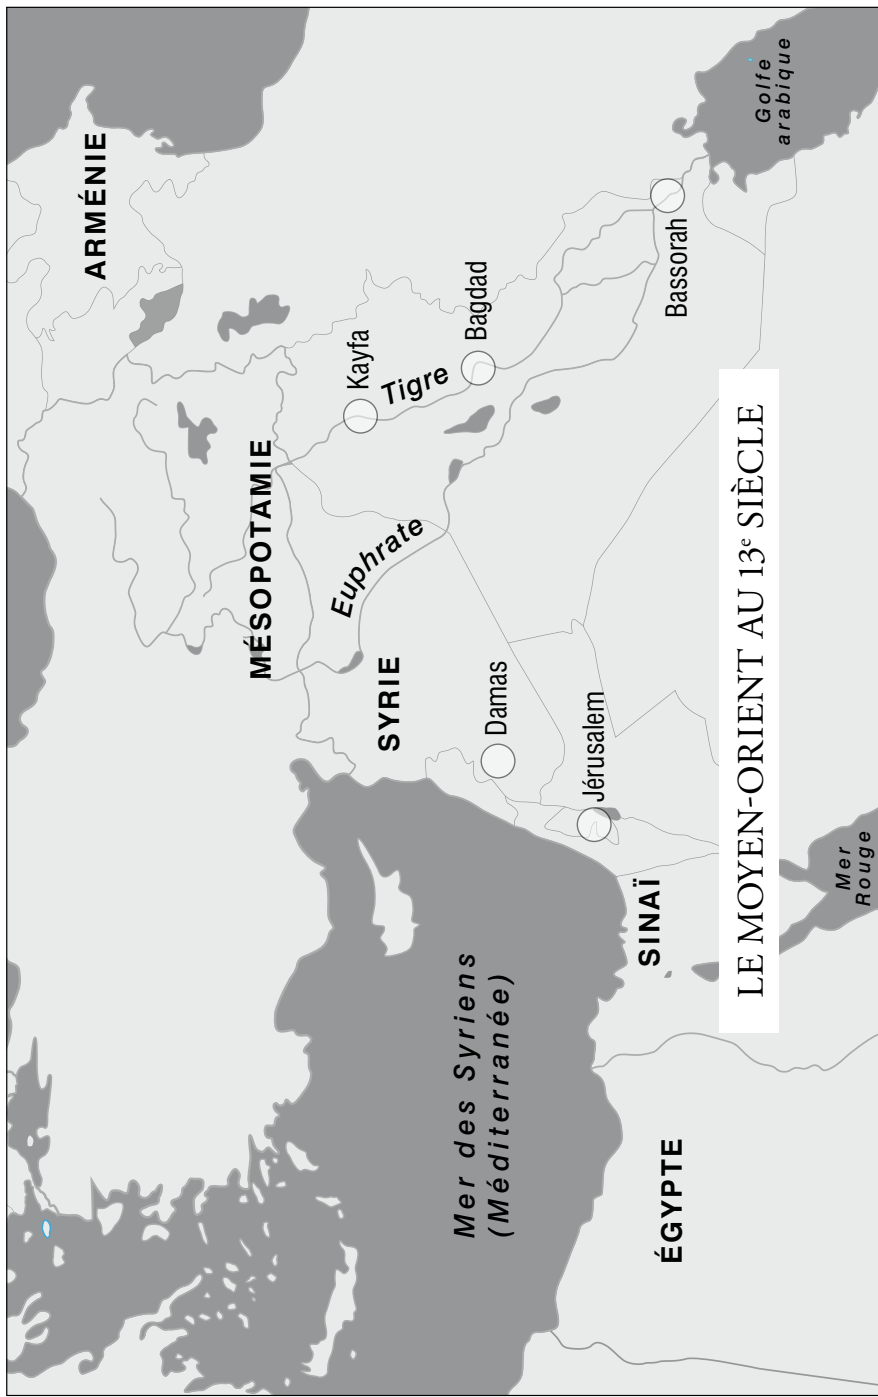 ARMÉNIE
MÉSOPOTAMIE
Kayfa
Tigre
Bagdad
Euphrate
SYRIE
Damas
Bassorah
Golfe
arabique
Jérusalem
Mer des Syriens
(Méditerranée)
SINAÏ
ÉGYPTE
Mer
Rouge
LE MOYEN-ORIENT AU 13e SIÈCLE